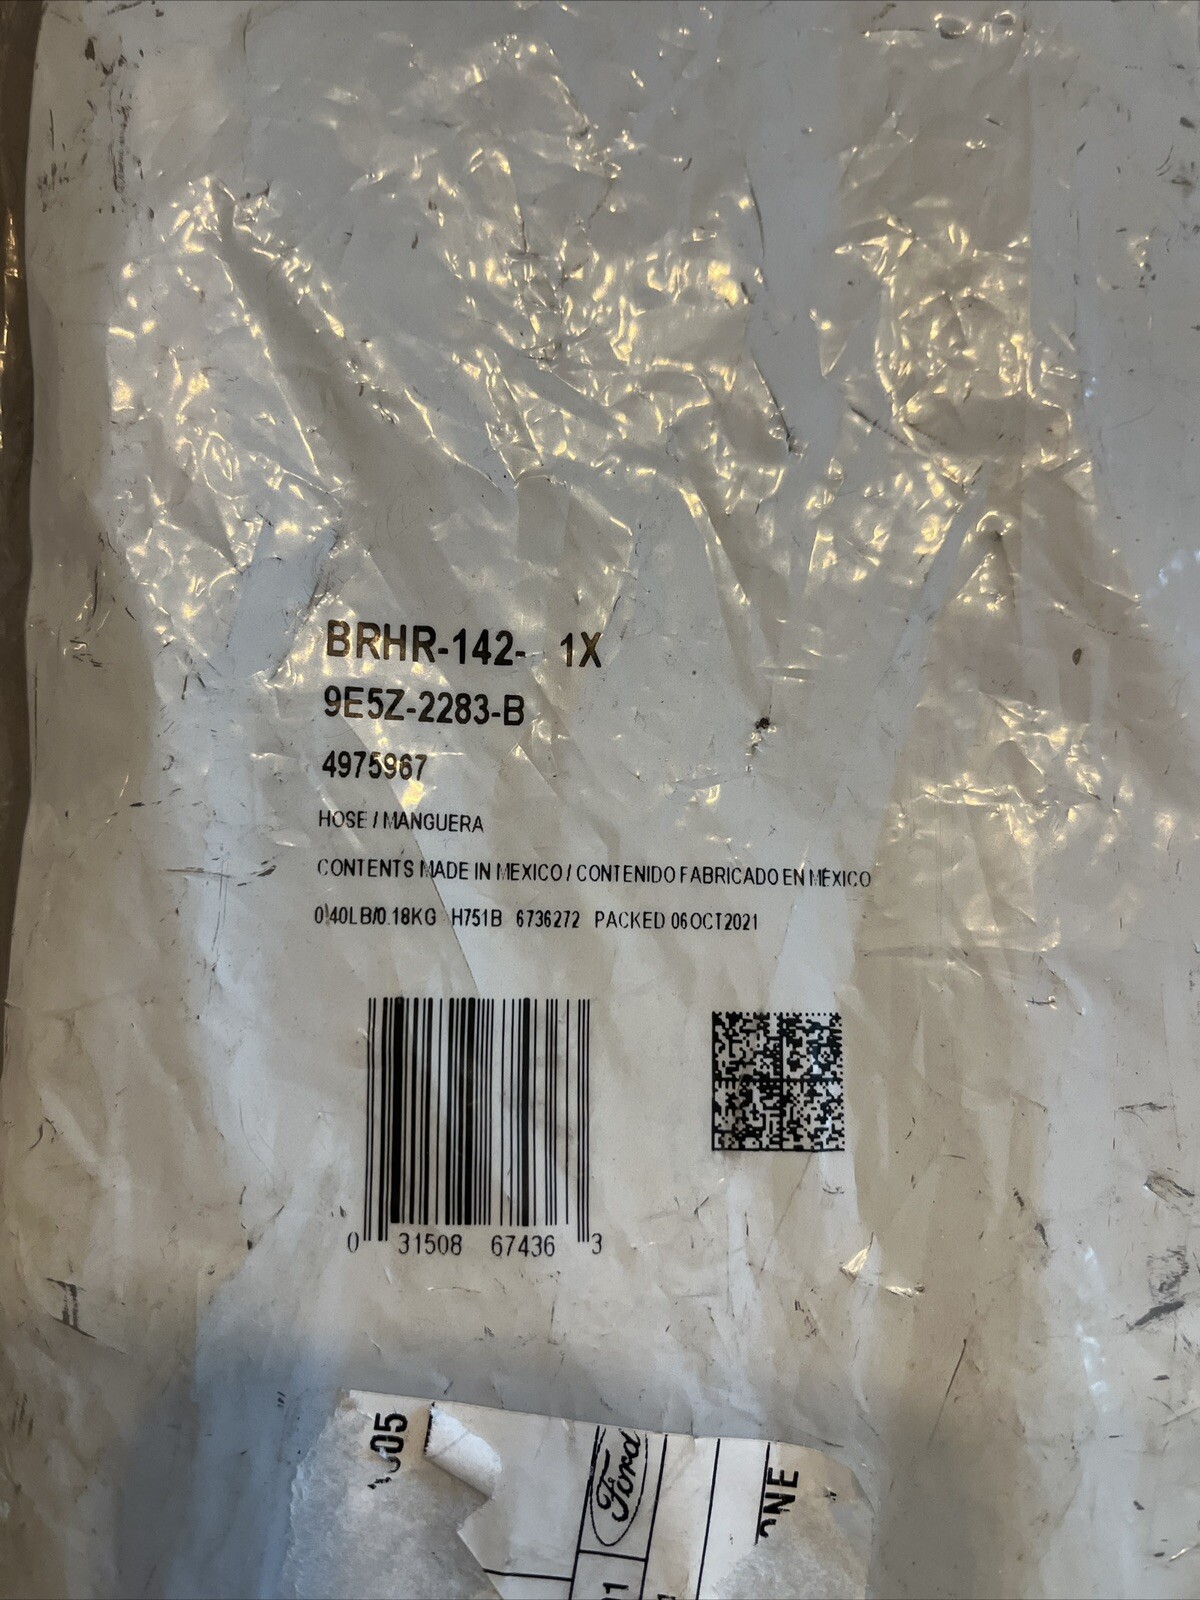 BRHR-142- 1X
9E5Z-2283-B
4975967
HOSE / MANGUERA
CONTENTS MADE IN MEXICO / CONTENIDO FABRICADO EN MÉXICO
0.40LB/0.18KG H751B 6736272 PACKED 06OCT2021
0 31508 67436 3
Ford